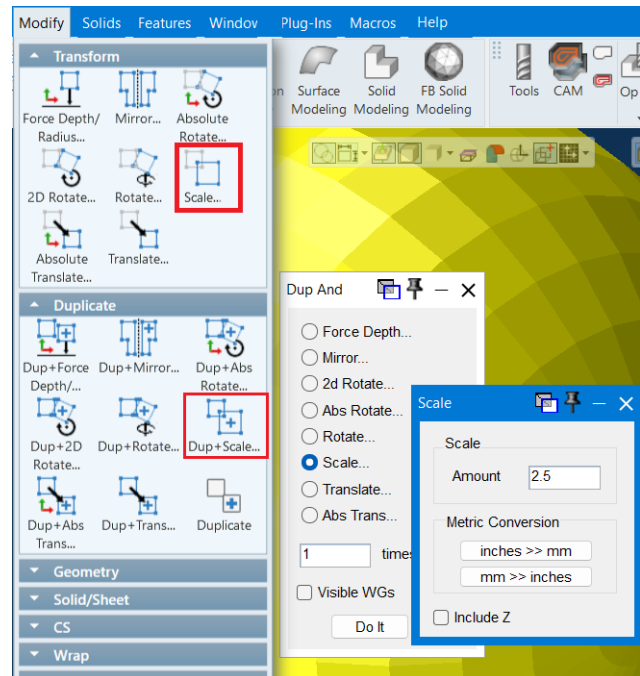 Modify Solids Features Window Plug-Ins Macros Help
Transform
Force Depth/ Mirror... Absolute
Radius... Rotate...
2D Rotate... Rotate... Scale...
Absolute Translate...
Translate...
Surface Solid FB Solid Tools CAM Op
Modeling Modeling Modeling
Duplicate
Dup+Force Dup+Mirror... Dup+Abs
Depth/... Rotate...
Dup+2D Dup+Rotate... Dup+Scale...
Rotate...
Dup+Abs Dup+Trans... Duplicate
Trans...
Geometry
Solid/Sheet
CS
Wrap
Dup And
Force Depth...
Mirror...
2d Rotate...
Abs Rotate...
Rotate...
Scale...
Translate...
Abs Trans...
1 times
Visible WGs
Do It
Scale
Scale
Amount 2.5
Metric Conversion
inches >> mm
mm >> inches
Include Z